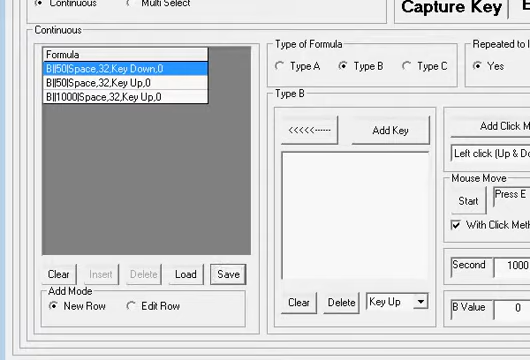 Continuous
Multi Select
Capture Key
Continuous
Formula
B||50|Space,32,Key Down,0
B||50|Space,32,Key Up,0
B||1000|Space,32,Key Up,0
Clear
Insert
Delete
Load
Save
Add Mode
New Row
Edit Row
Type of Formula
Type A
Type B
Type C
Repeated to
Yes
Type B
<<<<<------
Add Key
Clear
Delete
Key Up
Add Click M
Left click (Up & Do
Mouse Move
Start
Press E
With Click Meth
Second
1000
B Value
0